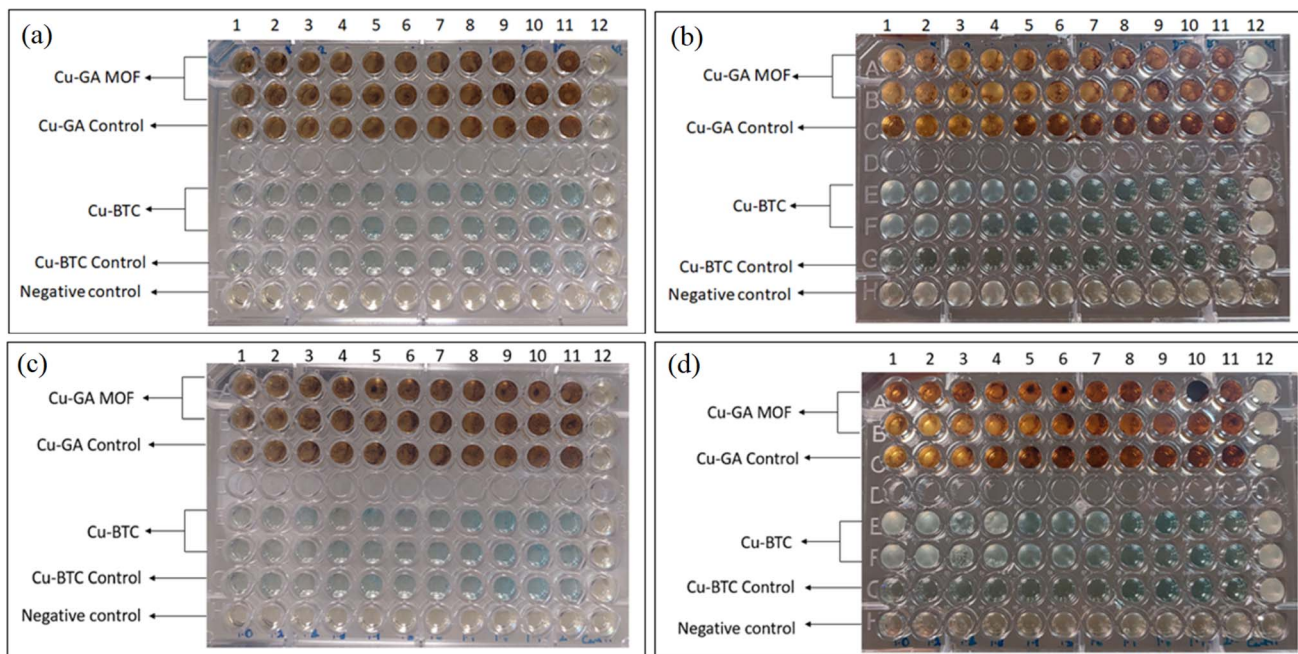 (a)
1 2 3 4 5 6 7 8 9 10 11 12
Cu-GA MOF
Cu-GA Control
Cu-BTC
Cu-BTC Control
Negative control
(b)
1 2 3 4 5 6 7 8 9 10 11 12
Cu-GA MOF
Cu-GA Control
Cu-BTC
Cu-BTC Control
Negative control
A
B
C
D
E
F
G
H
(c)
1 2 3 4 5 6 7 8 9 10 11 12
Cu-GA MOF
Cu-GA Control
Cu-BTC
Cu-BTC Control
Negative control
(d)
1 2 3 4 5 6 7 8 9 10 11 12
Cu-GA MOF
Cu-GA Control
Cu-BTC
Cu-BTC Control
Negative control
A
B
C
D
E
F